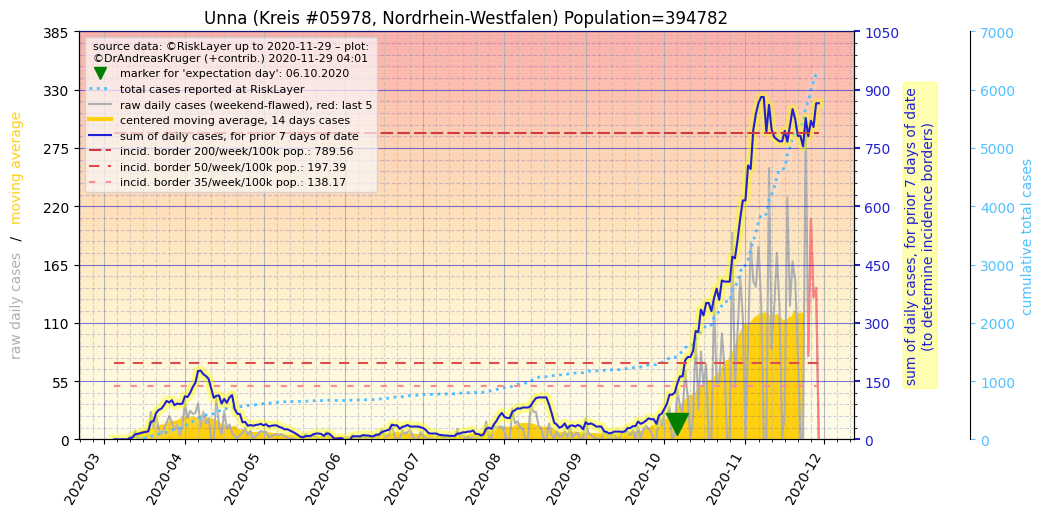 Unna (Kreis #05978, Nordrhein-Westfalen) Population=394782
source data: ©RiskLayer up to 2020-11-29 – plot:
©DrAndreasKruger (+contrib.) 2020-11-29 04:01
marker for 'expectation day': 06.10.2020
total cases reported at RiskLayer
raw daily cases (weekend-flawed), red: last 5
centered moving average, 14 days cases
sum of daily cases, for prior 7 days of date
incid. border 200/week/100k pop.: 789.56
incid. border 50/week/100k pop.: 197.39
incid. border 35/week/100k pop.: 138.17
raw daily cases / moving average
385
330
275
220
165
110
55
0
1050
900
750
600
450
300
150
0
sum of daily cases, for prior 7 days of date
(to determine incidence borders)
7000
6000
5000
4000
3000
2000
1000
0
cumulative total cases
2020-03
2020-04
2020-05
2020-06
2020-07
2020-08
2020-09
2020-10
2020-11
2020-12